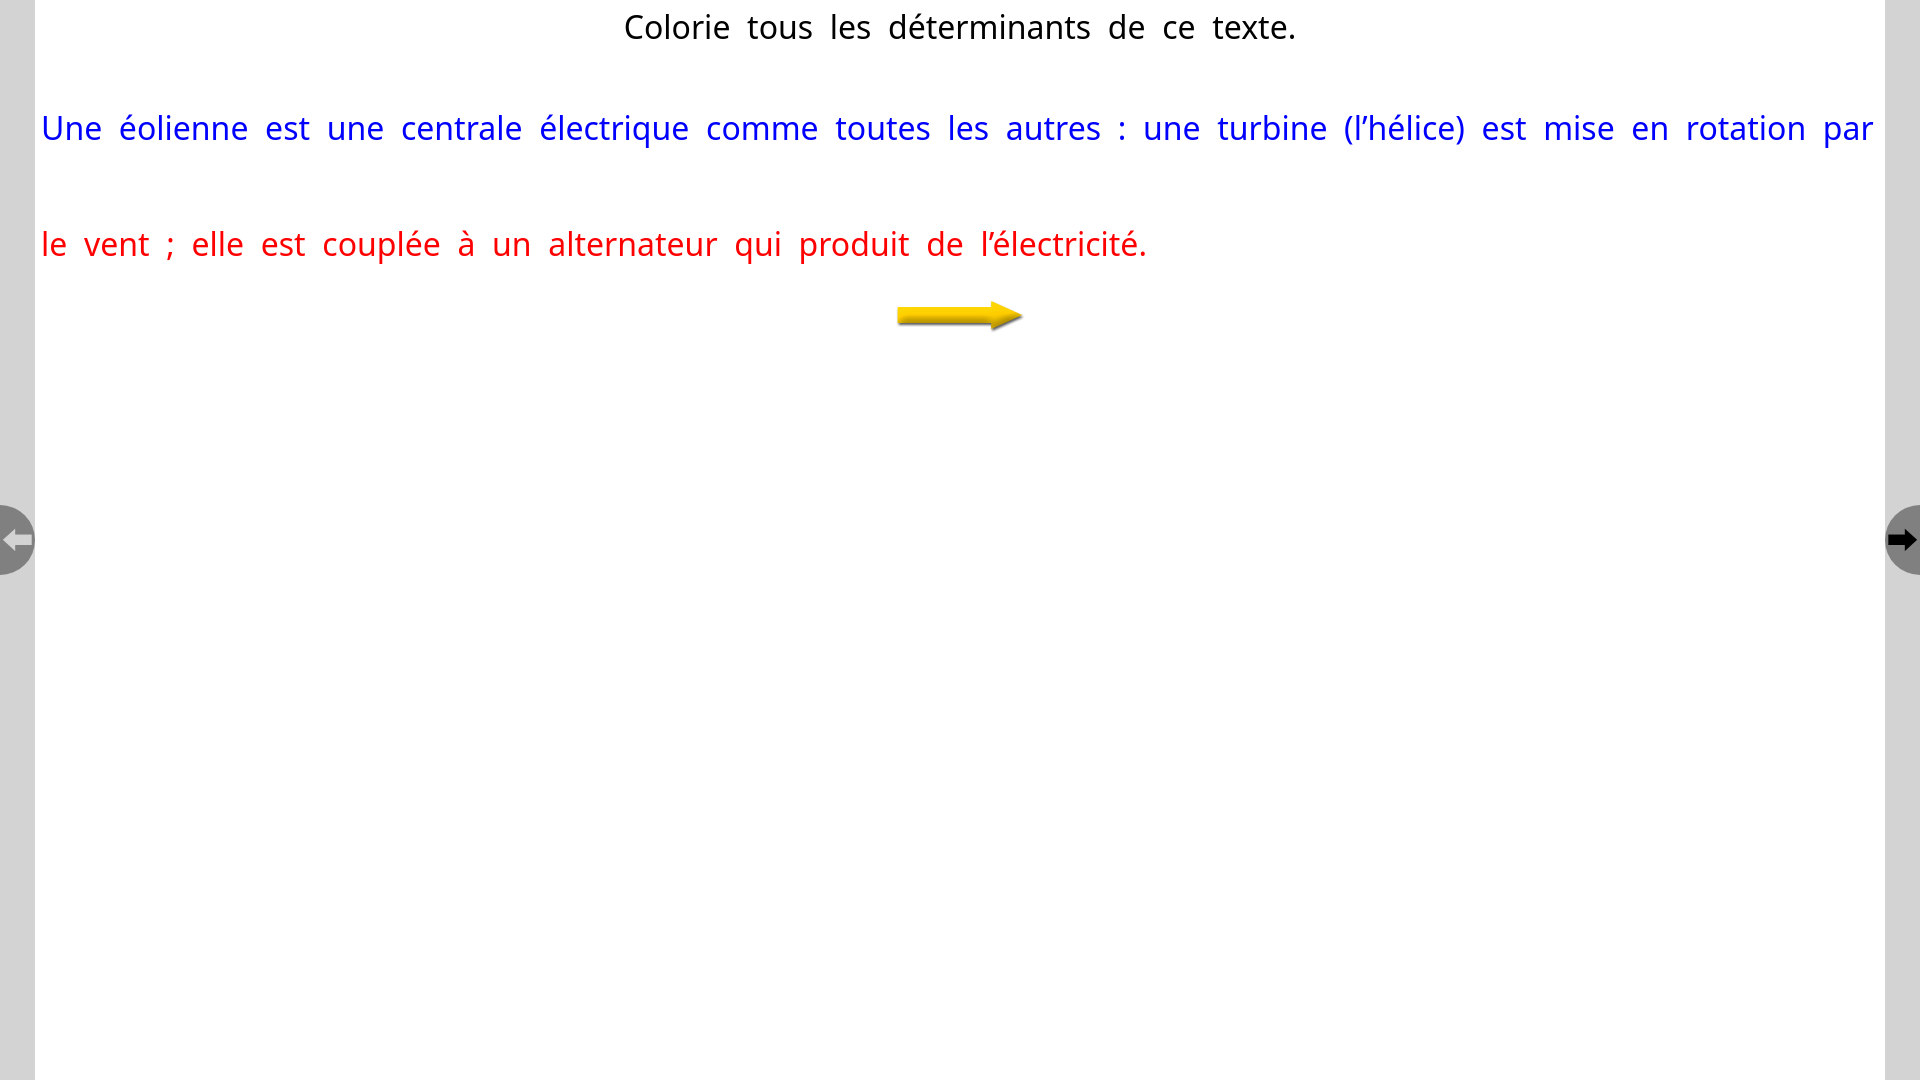 Colorie tous les déterminants de ce texte.
Une éolienne est une centrale électrique comme toutes les autres : une turbine (l’hélice) est mise en rotation par
le vent ; elle est couplée à un alternateur qui produit de l’électricité.